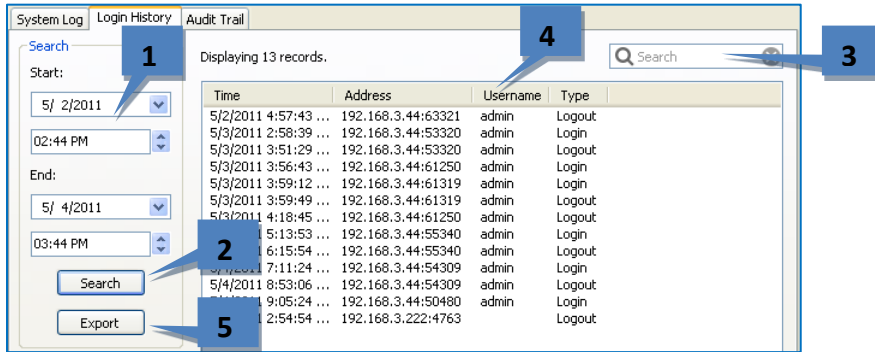 System Log Login History Audit Trail
Search
Start:
5/ 2/2011
02:44 PM
End:
5/ 4/2011
03:44 PM
Search
Export
1
2
5
4
3
Displaying 13 records.
Search
Time Address Username Type
5/2/2011 4:57:43 ... 192.168.3.44:63321 admin Logout
5/3/2011 2:58:39 ... 192.168.3.44:53320 admin Login
5/3/2011 3:51:29 ... 192.168.3.44:53320 admin Logout
5/3/2011 3:56:43 ... 192.168.3.44:61250 admin Login
5/3/2011 3:59:12 ... 192.168.3.44:61319 admin Login
5/3/2011 3:59:49 ... 192.168.3.44:61319 admin Logout
5/3/2011 4:18:45 ... 192.168.3.44:61250 admin Logout
5:13:53 ... 192.168.3.44:55340 admin Login
6:15:54 ... 192.168.3.44:55340 admin Logout
7:11:24 ... 192.168.3.44:54309 admin Login
5/4/2011 8:53:06 ... 192.168.3.44:54309 admin Logout
9:05:24 ... 192.168.3.44:50480 admin Login
2:54:54 ... 192.168.3.222:4763 Logout